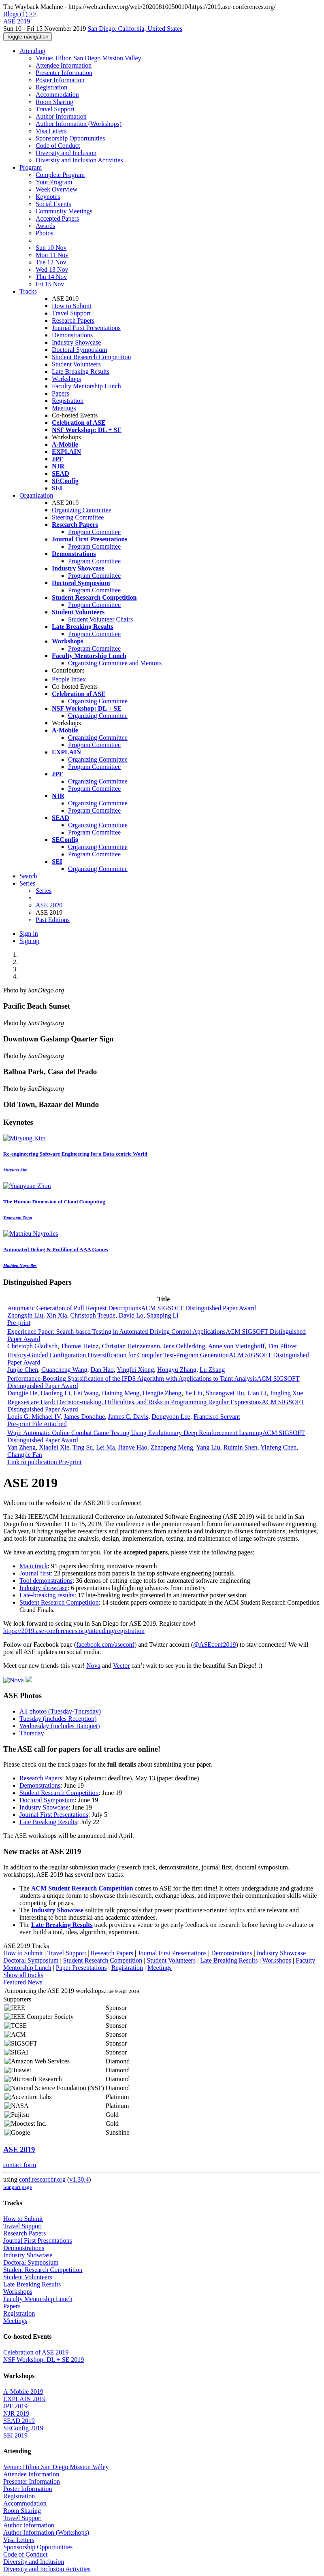 The Wayback Machine - https://web.archive.org/web/20200810050010/https://2019.ase-conferences.org/
Blogs (1) >>
ASE 2019
Sun 10 - Fri 15 November 2019 San Diego, California, United States
Toggle navigation
Attending
Venue: Hilton San Diego Mission Valley
Attendee Information
Presenter Information
Poster Information
Registration
Accommodation
Room Sharing
Travel Support
Author Information
Author Information (Workshops)
Visa Letters
Sponsorship Opportunities
Code of Conduct
Diversity and Inclusion
Diversity and Inclusion Activities
Program
Complete Program
Your Program
Week Overview
Keynotes
Social Events
Community Meetings
Accepted Papers
Awards
Photos
Sun 10 Nov
Mon 11 Nov
Tue 12 Nov
Wed 13 Nov
Thu 14 Nov
Fri 15 Nov
Tracks
ASE 2019
How to Submit
Travel Support
Research Papers
Journal First Presentations
Demonstrations
Industry Showcase
Doctoral Symposium
Student Research Competition
Student Volunteers
Late Breaking Results
Workshops
Faculty Mentorship Lunch
Papers
Registration
Meetings
Co-hosted Events
Celebration of ASE
NSF Workshop: DL + SE
Workshops
A-Mobile
EXPLAIN
JPF
NJR
SEAD
SEConfig
SEI
Organization
ASE 2019
Organizing Committee
Steering Committee
Research Papers
Program Committee
Journal First Presentations
Program Committee
Demonstrations
Program Committee
Industry Showcase
Program Committee
Doctoral Symposium
Program Committee
Student Research Competition
Program Committee
Student Volunteers
Student Volunteer Chairs
Late Breaking Results
Program Committee
Workshops
Program Committee
Faculty Mentorship Lunch
Organizing Committee and Mentors
Contributors
People Index
Co-hosted Events
Celebration of ASE
Organizing Committee
NSF Workshop: DL + SE
Organizing Committee
Workshops
A-Mobile
Organizing Committee
Program Committee
EXPLAIN
Organizing Committee
Program Committee
JPF
Organizing Committee
Program Committee
NJR
Organizing Committee
Program Committee
SEAD
Organizing Committee
Program Committee
SEConfig
Organizing Committee
Program Committee
SEI
Organizing Committee
Search
Series
Series
ASE 2020
ASE 2019
Past Editions
Sign in
Sign up
1.
2.
3.
4.
Photo by SanDiego.org
Pacific Beach Sunset
Photo by SanDiego.org
Downtown Gaslamp Quarter Sign
Photo by SanDiego.org
Balboa Park, Casa del Prado
Photo by SanDiego.org
Old Town, Bazaar del Mundo
Keynotes
Miryung Kim
Re-engineering Software Engineering for a Data-centric World
Miryung Kim
Yuanyuan Zhou
The Human Dimension of Cloud Computing
Yuanyuan Zhou
Mathieu Nayrolles
Automated Debug & Profiling of AAA Games
Mathieu Nayrolles
Distinguished Papers
Title
Automatic Generation of Pull Request DescriptionsACM SIGSOFT Distinguished Paper Award
Zhongxin Liu, Xin Xia, Christoph Treude, David Lo, Shanping Li
Pre-print
Experience Paper: Search-based Testing in Automated Driving Control ApplicationsACM SIGSOFT Distinguished
Paper Award
Christoph Gladisch, Thomas Heinz, Christian Heinzemann, Jens Oehlerking, Anne von Vietinghoff, Tim Pfitzer
History-Guided Configuration Diversification for Compiler Test-Program GenerationACM SIGSOFT Distinguished
Paper Award
Junjie Chen, Guancheng Wang, Dan Hao, Yingfei Xiong, Hongyu Zhang, Lu Zhang
Performance-Boosting Sparsification of the IFDS Algorithm with Applications to Taint AnalysisACM SIGSOFT
Distinguished Paper Award
Dongjie He, Haofeng Li, Lei Wang, Haining Meng, Hengjie Zheng, Jie Liu, Shuangwei Hu, Lian Li, Jingling Xue
Regexes are Hard: Decision-making, Difficulties, and Risks in Programming Regular ExpressionsACM SIGSOFT
Distinguished Paper Award
Louis G. Michael IV, James Donohue, James C. Davis, Dongyoon Lee, Francisco Servant
Pre-print File Attached
Wuji: Automatic Online Combat Game Testing Using Evolutionary Deep Reinforcement LearningACM SIGSOFT
Distinguished Paper Award
Yan Zheng, Xiaofei Xie, Ting Su, Lei Ma, Jianye Hao, Zhaopeng Meng, Yang Liu, Ruimin Shen, Yinfeng Chen,
Changjie Fan
Link to publication Pre-print
ASE 2019
Welcome to the website of the ASE 2019 conference!
The 34th IEEE/ACM International Conference on Automated Software Engineering (ASE 2019) will be held in San
Diego from November 11 to 15, 2019. The conference is the premier research forum for automated software engineering.
Each year, it brings together researchers and practitioners from academia and industry to discuss foundations, techniques,
and tools for automating the analysis, design, implementation, testing, and maintenance of large software systems.
We have an exciting program for you. For the accepted papers, please visit the following pages:
Main track: 91 papers describing innovative research
Journal first: 23 additional presentations from papers in the top software engineering journals.
Tool demonstrations: 36 demos of cutting-edge tools for automated software engineering
Industry showcase: 6 presentations highlighting advances from industry
Late-breaking results: 17 late-breaking results, presented in an interactive poster session
Student Research Competition: 14 student research projects that compete to participate in the ACM Student Research Competition
Grand Finals.
We look forward to seeing you in San Diego for ASE 2019. Register now!
https://2019.ase-conferences.org/attending/registration
Follow our Facebook page (facebook.com/aseconf) and Twitter account (@ASEconf2019) to stay connected! We will
post all ASE updates on social media.
Meet our new friends this year! Nova and Vector can't wait to meet you in the beautiful San Diego! :)
Nova
ASE Photos
All photos (Tuesday-Thursday)
Tuesday (includes Reception)
Wednesday (includes Banquet)
Thursday
The ASE call for papers for all tracks are online!
Please check out the pages for each of the tracks for the full details about submitting your paper.
Research Papers: May 6 (abstract deadline), May 13 (paper deadline)
Demonstrations: June 19
Student Research Competition: June 19
Doctoral Symposium: June 19
Industry Showcase: June 19
Journal First Presentations: July 5
Late Breaking Results: July 22
The ASE workshops will be announced mid April.
New tracks at ASE 2019
In addition to the regular submission tracks (technical research track, journal-first papers, demonstrations, doctoral symposium,
workshops), ASE 2019 has several new tracks:
The ACM Student Research Competition comes to ASE for the first time! It offers undergraduate and graduate
students a unique forum to showcase their research, exchange ideas, and improve their communication skills while
competing for prizes.
The Industry Showcase solicits talk proposals that present innovations and novel research results that are relevant and
interesting to both industrial and academic attendees.
The Late Breaking Results track provides researchers with the opportunity to present exciting novel work that might
even be bold and a novel, idea, algorithm, experiment.
ASE 2019 Tracks
How to Submit | Travel Support | Research Papers | Journal First Presentations | Demonstrations | Industry Showcase |
Doctoral Symposium | Student Research Competition | Student Volunteers | Late Breaking Results | Workshops | Faculty
Mentorship Lunch | Papers | Paper Presentations | Registration | Meetings
Show all tracks
Featured News
Announcing the ASE 2019 workshops. Tue 9 Apr 2019
Supporters
IEEE Sponsor
IEEE Computer Society Sponsor
TCSE Sponsor
ACM Sponsor
SIGSOFT Sponsor
SIGAI Sponsor
Amazon Web Services Diamond
Huawei Diamond
Microsoft Research Diamond
National Science Foundation (NSF) Diamond
Accenture Labs Platinum
NASA Platinum
Fujitsu Gold
Mooctest Inc. Gold
Google Sunshine
ASE 2019
contact form
using conf.researchr.org (v1.30.4)
Support page
Tracks
How to Submit
Travel Support
Research Papers
Journal First Presentations
Demonstrations
Industry Showcase
Doctoral Symposium
Student Research Competition
Student Volunteers
Late Breaking Results
Workshops
Faculty Mentorship Lunch
Papers
Registration
Meetings
Co-hosted Events
Celebration of ASE 2019
NSF Workshop: DL + SE 2019
Workshops
A-Mobile 2019
EXPLAIN 2019
JPF 2019
NJR 2019
SEAD 2019
SEConfig 2019
SEI 2019
Attending
Venue: Hilton San Diego Mission Valley
Attendee Information
Presenter Information
Poster Information
Registration
Accommodation
Room Sharing
Travel Support
Author Information
Author Information (Workshops)
Visa Letters
Sponsorship Opportunities
Code of Conduct
Diversity and Inclusion
Diversity and Inclusion Activities